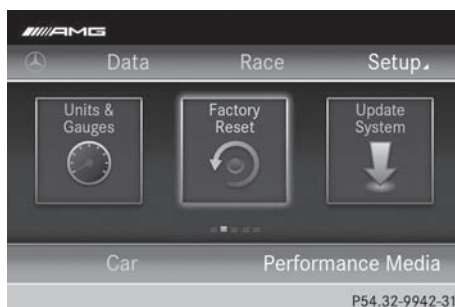 AMG
Data Race Setup
Units & Factory Update
Gauges Reset System
Car Performance Media
P54.32-9942-31